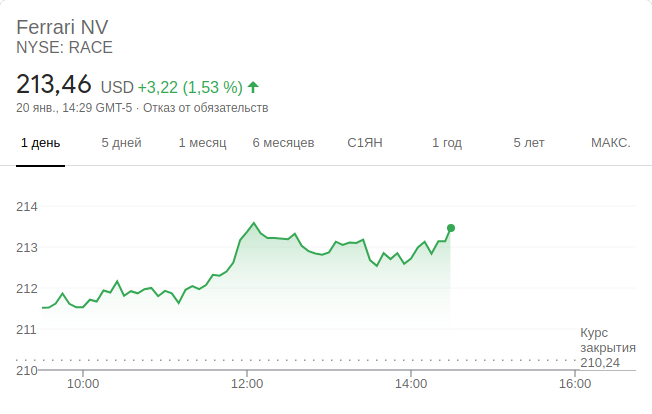 Ferrari NV
NYSE: RACE
213,46 USD +3,22 (1,53 %)
20 янв., 14:29 GMT-5 · Отказ от обязательств
1 день 5 дней 1 месяц 6 месяцев С1ЯН 1 год 5 лет МАКС.
214
213
212
211
Курс
закрытия
210,24
210
10:00 12:00 14:00 16:00